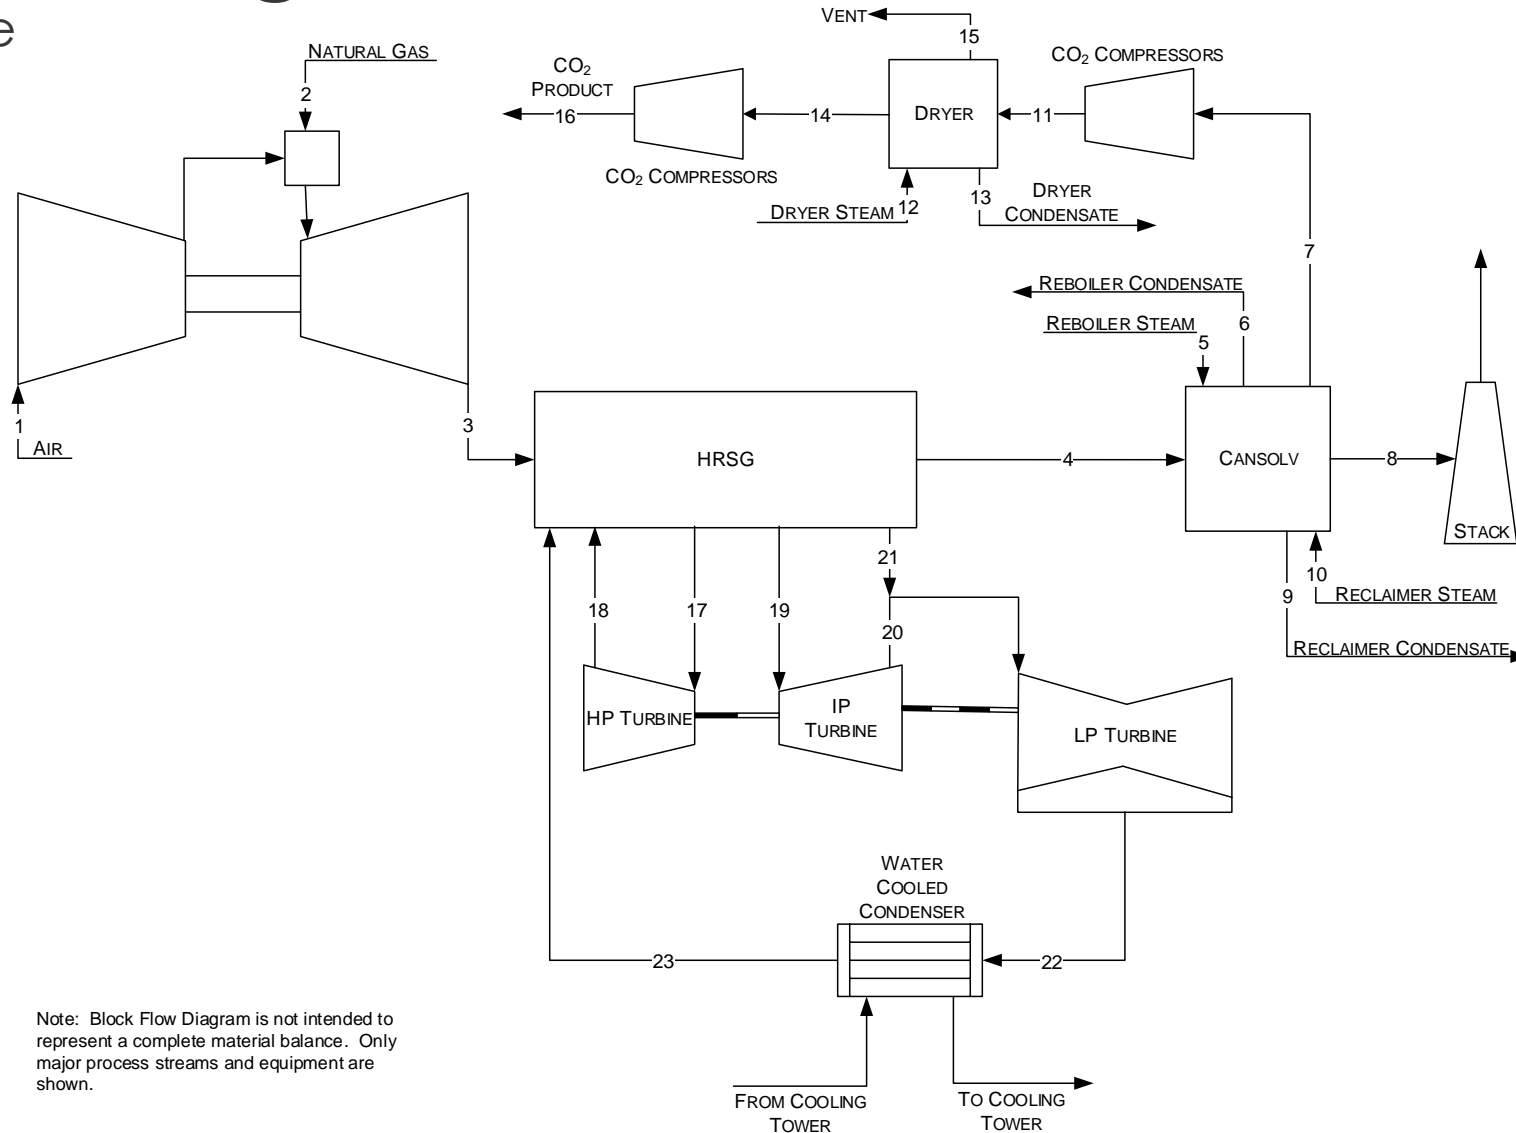 e
NATURAL GAS
2
1
AIR
3
VENT
15
CO2
PRODUCT
16
CO2 COMPRESSORS
14
DRYER
11
CO2 COMPRESSORS
DRYER STEAM
12
13
DRYER
CONDENSATE
7
REBOILER CONDENSATE
6
REBOILER STEAM
5
HRSG
4
CANSOLV
8
STACK
10
RECLAIMER STEAM
9
RECLAIMER CONDENSATE
18
17
19
21
20
HP TURBINE
IP
TURBINE
LP TURBINE
WATER
COOLED
CONDENSER
23
22
FROM COOLING
TOWER
TO COOLING
TOWER
Note: Block Flow Diagram is not intended to
represent a complete material balance. Only
major process streams and equipment are
shown.